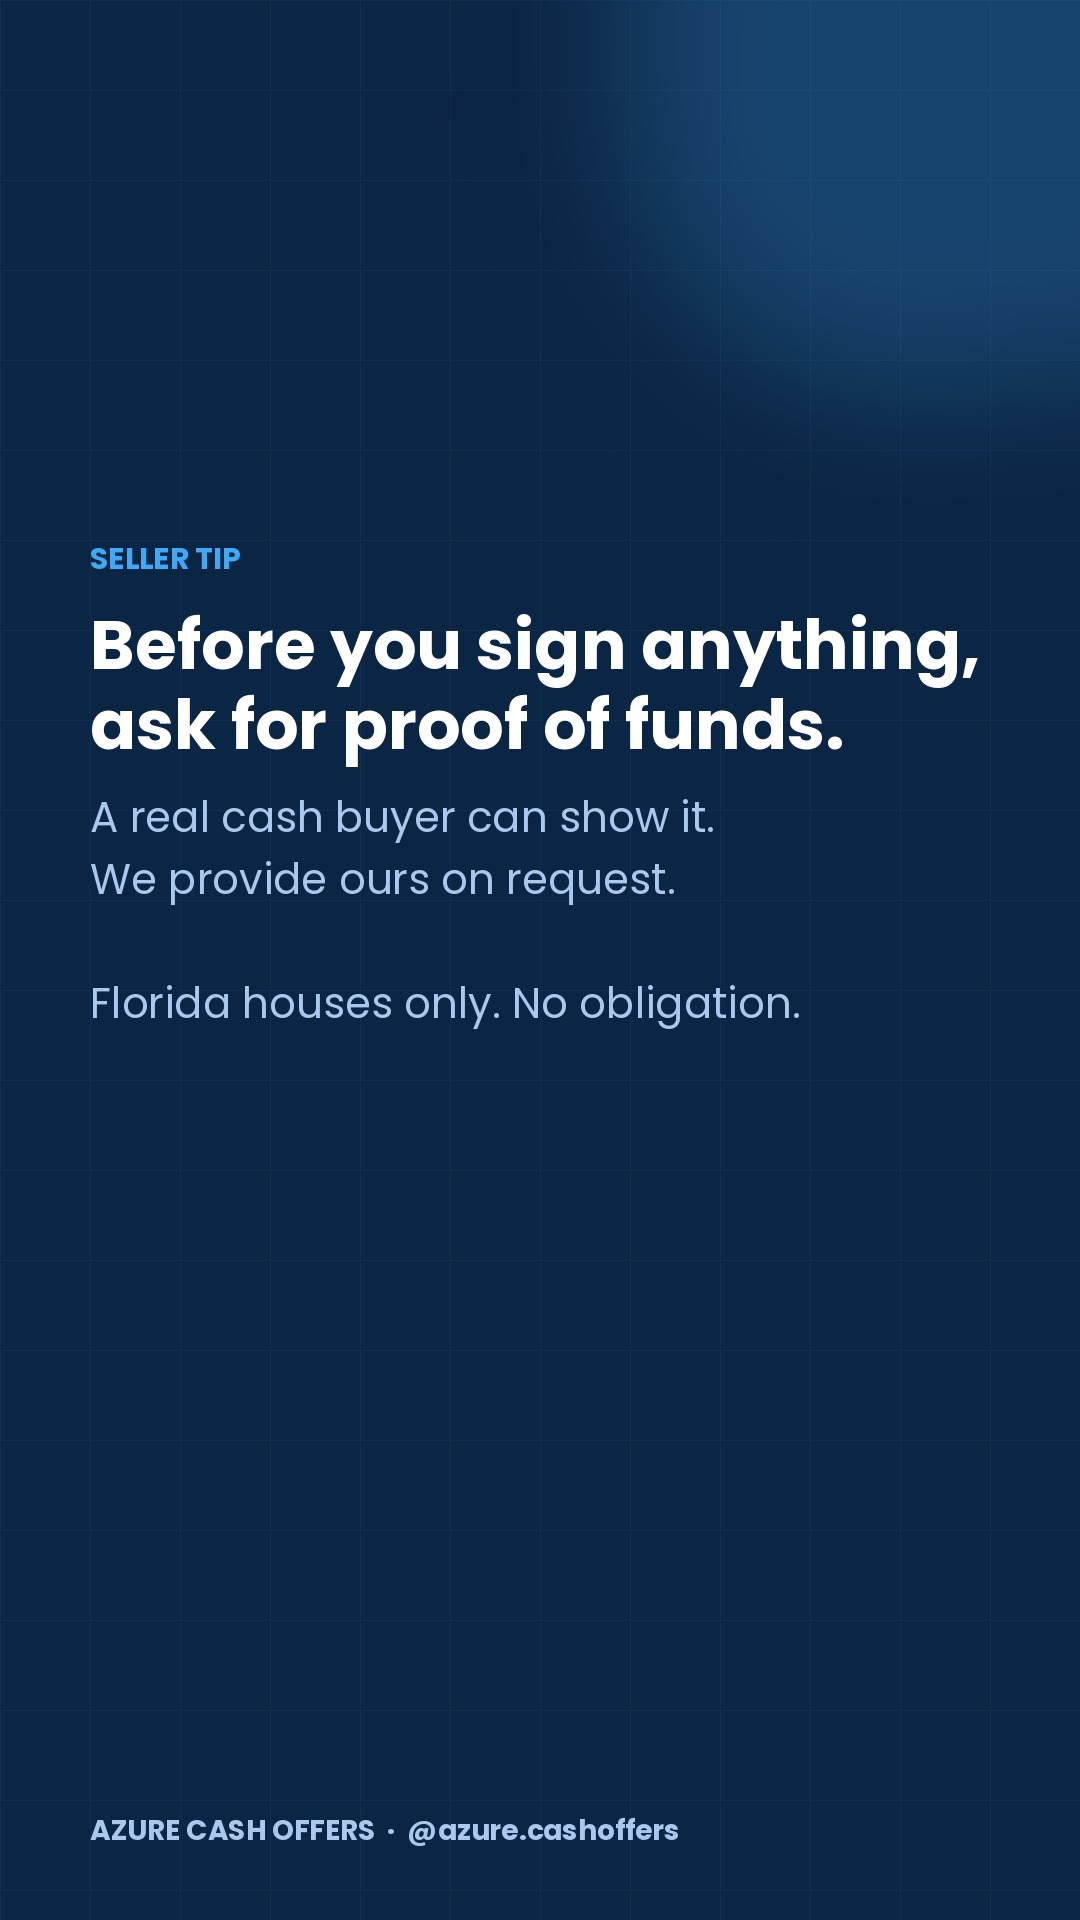 SELLER TIP
Before you sign anything,
ask for proof of funds.
A real cash buyer can show it.
We provide ours on request.
Florida houses only. No obligation.
AZURE CASH OFFERS · @azure.cashoffers